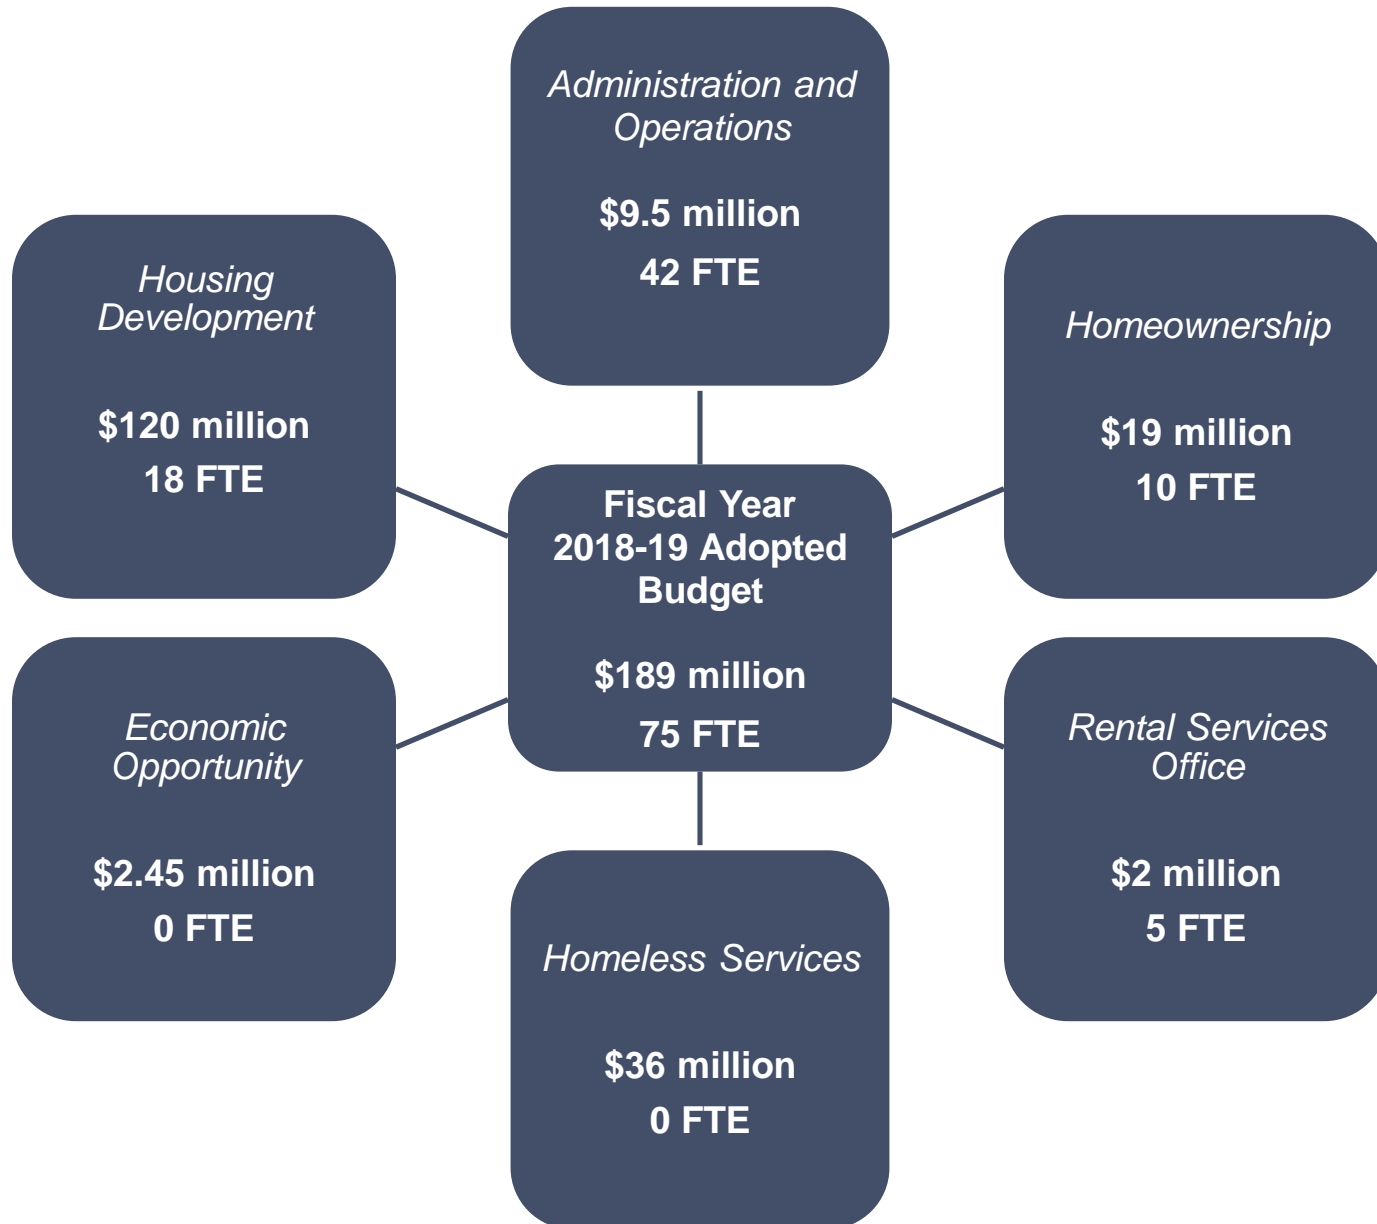 Administration and
Operations
$9.5 million
42 FTE
Housing
Development
$120 million
18 FTE
Homeownership
$19 million
10 FTE
Fiscal Year
2018-19 Adopted
Budget
$189 million
75 FTE
Economic
Opportunity
$2.45 million
0 FTE
Rental Services
Office
$2 million
5 FTE
Homeless Services
$36 million
0 FTE